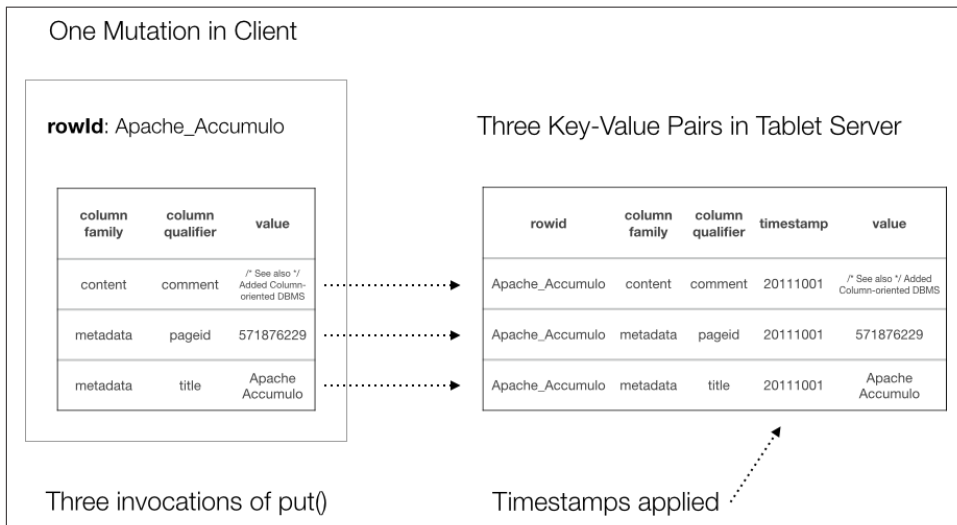 One Mutation in Client
rowId: Apache_Accumulo
column family column qualifier value
content comment /* See also */ Added Column-oriented DBMS
metadata pageid 571876229
metadata title Apache Accumulo
Three invocations of put()
Three Key-Value Pairs in Tablet Server
rowid column family column qualifier timestamp value
Apache_Accumulo content comment 20111001 /* See also */ Added Column-oriented DBMS
Apache_Accumulo metadata pageid 20111001 571876229
Apache_Accumulo metadata title 20111001 Apache Accumulo
Timestamps applied